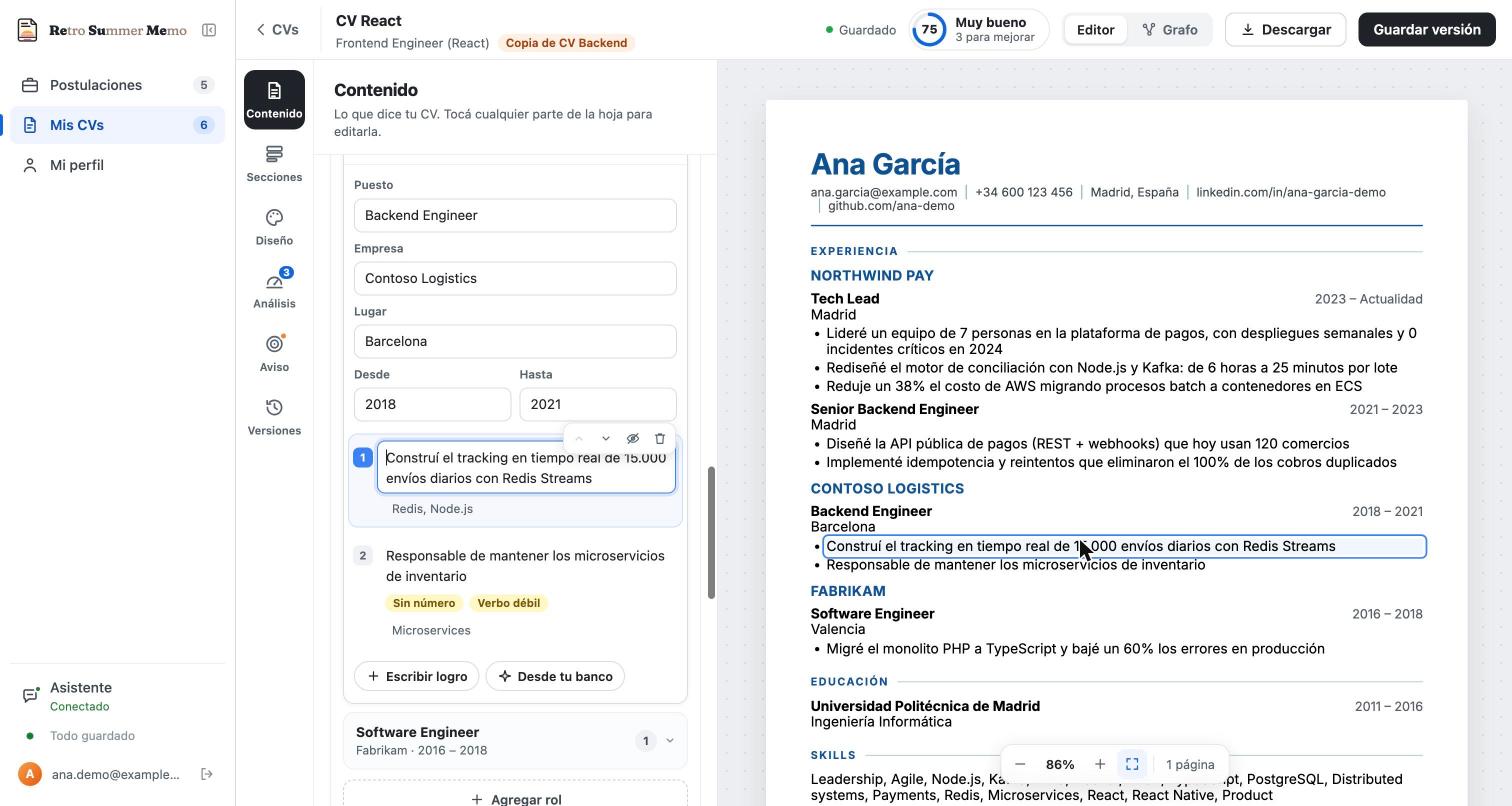 Retro Summer Memo
Postulaciones 5
Mis CVs 6
Mi perfil
Asistente
Conectado
Todo guardado
A ana.demo@example...
CVs
CV React
Frontend Engineer (React) Copia de CV Backend
Guardado
75
Muy bueno
3 para mejorar
Editor
Grafo
Descargar
Guardar versión
Contenido
Secciones
Diseño
3
Análisis
Aviso
Versiones
Contenido
Lo que dice tu CV. Tocá cualquier parte de la hoja para
editarla.
Puesto
Backend Engineer
Empresa
Contoso Logistics
Lugar
Barcelona
Desde Hasta
2018 2021
1 Construí el tracking en tiempo real de 15.000
envíos diarios con Redis Streams
Redis, Node.js
2 Responsable de mantener los microservicios
de inventario
Sin número Verbo débil
Microservices
Escribir logro Desde tu banco
Software Engineer
Fabrikam · 2016 – 2018
1
Agregar rol
Ana García
ana.garcia@example.com | +34 600 123 456 | Madrid, España | linkedin.com/in/ana-garcia-demo
| github.com/ana-demo
EXPERIENCIA
NORTHWIND PAY
Tech Lead 2023 – Actualidad
Madrid
• Lideré un equipo de 7 personas en la plataforma de pagos, con despliegues semanales y 0
incidentes críticos en 2024
• Rediseñé el motor de conciliación con Node.js y Kafka: de 6 horas a 25 minutos por lote
• Reduje un 38% el costo de AWS migrando procesos batch a contenedores en ECS
Senior Backend Engineer 2021 – 2023
Madrid
• Diseñé la API pública de pagos (REST + webhooks) que hoy usan 120 comercios
• Implementé idempotencia y reintentos que eliminaron el 100% de los cobros duplicados
CONTOSO LOGISTICS
Backend Engineer 2018 – 2021
Barcelona
• Construí el tracking en tiempo real de 15.000 envíos diarios con Redis Streams
• Responsable de mantener los microservicios de inventario
FABRIKAM
Software Engineer 2016 – 2018
Valencia
• Migré el monolito PHP a TypeScript y bajé un 60% los errores en producción
EDUCACIÓN
Universidad Politécnica de Madrid 2011 – 2016
Ingeniería Informática
SKILLS
86% 1 página
Leadership, Agile, Node.js, PostgreSQL, Distributed
systems, Payments, Redis, Microservices, React, React Native, Product